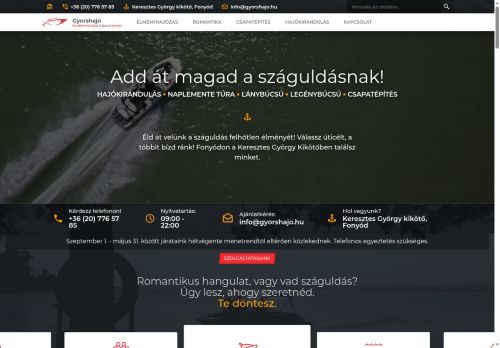 +36 (20) 776 57 83 Keresztes György kikötő, Fonyód info@gyorshajo.hu Keresés az oldalon...
Gyorshajó
ÉLMÉNYHAJÓZÁS ROMANTIKA CSAPATÉPÍTÉS HAJÓKIRÁNDULÁS KAPCSOLAT
Add át magad a száguldásnak!
HAJÓKIRÁNDULÁS • NAPLEMENTE TÚRA • LÁNYBÚCSÚ • LEGÉNYBÚCSÚ • CSAPATÉPÍTÉS
Éld át velünk a száguldás felhőtlen élményét! Válassz úticélt, a
többit bízd ránk! Fonyódon a Keresztes György Kikötőben találsz
minket.
Kérdezz telefonon!
+36 (20) 776 57
85
Nyitvatartás:
09:00 -
22:00
Ajánlatkérés:
info@gyorshajo.hu
Hol vagyunk?
Keresztes György kikötő,
Fonyód
Szeptember 1. - május 31. között járataink hétvégente menetrendtől eltérően közlekednek. Telefonos egyeztetés szükséges.
SZOLGÁLTATÁSAINK
Romantikus hangulat, vagy vad száguldás?
Úgy lesz, ahogy szeretnéd.
Te döntesz.